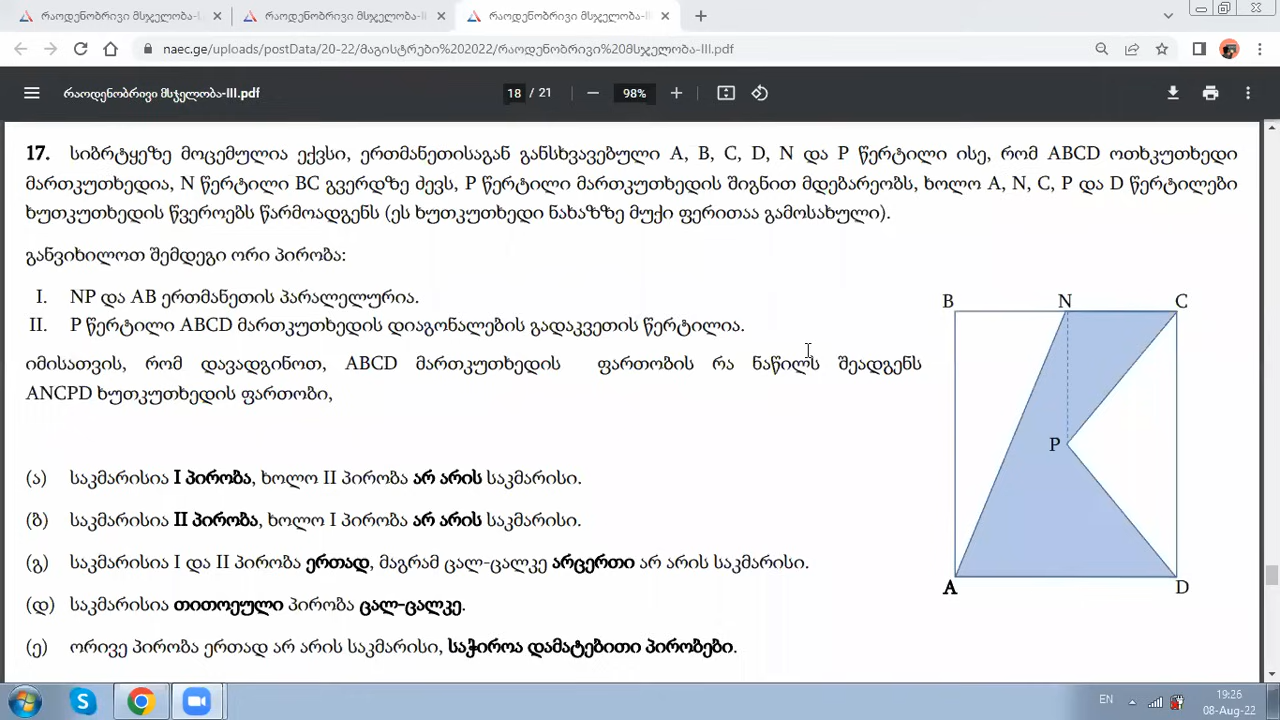 რაოდენობრივი მსჯელობა-I
რაოდენობრივი მსჯელობა-II
რაოდენობრივი მსჯელობა-III
naec.ge/uploads/postData/20-22/მაგისტრები%202022/რაოდენობრივი%20მსჯელობა-III.pdf
რაოდენობრივი მსჯელობა-III.pdf
18 / 21
98%
17. სიბრტყეზე მოცემულია ექვსი, ერთმანეთისაგან განსხვავებული A, B, C, D, N და P წერტილი ისე, რომ ABCD ოთხკუთხედი
მართკუთხედია, N წერტილი BC გვერდზე ძევს, P წერტილი მართკუთხედის შიგნით მდებარეობს, ხოლო A, N, C, P და D წერტილები
ხუთკუთხედის წვეროებს წარმოადგენს (ეს ხუთკუთხედი ნახაზზე მუქი ფერითაა გამოსახული).
განვიხილოთ შემდეგი ორი პირობა:
I. NP და AB ერთმანეთის პარალელურია.
II. P წერტილი ABCD მართკუთხედის დიაგონალების გადაკვეთის წერტილია.
იმისათვის, რომ დავადგინოთ, ABCD მართკუთხედის ფართობის რა ნაწილს შეადგენს
ANCPD ხუთკუთხედის ფართობი,
(ა) საკმარისია I პირობა, ხოლო II პირობა არ არის საკმარისი.
(ბ) საკმარისია II პირობა, ხოლო I პირობა არ არის საკმარისი.
(გ) საკმარისია I და II პირობა ერთად, მაგრამ ცალ-ცალკე არცერთი არ არის საკმარისი.
(დ) საკმარისია თითოეული პირობა ცალ-ცალკე.
(ე) ორივე პირობა ერთად არ არის საკმარისი, საჭიროა დამატებითი პირობები.
B N C
P
A D
EN
19:26
08-Aug-22